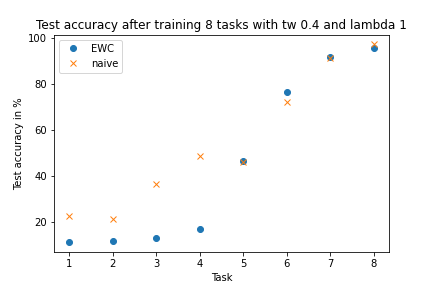 Test accuracy after training 8 tasks with tw 0.4 and lambda 1
EWC
naive
100
80
60
40
20
Test accuracy in %
1 2 3 4 5 6 7 8
Task